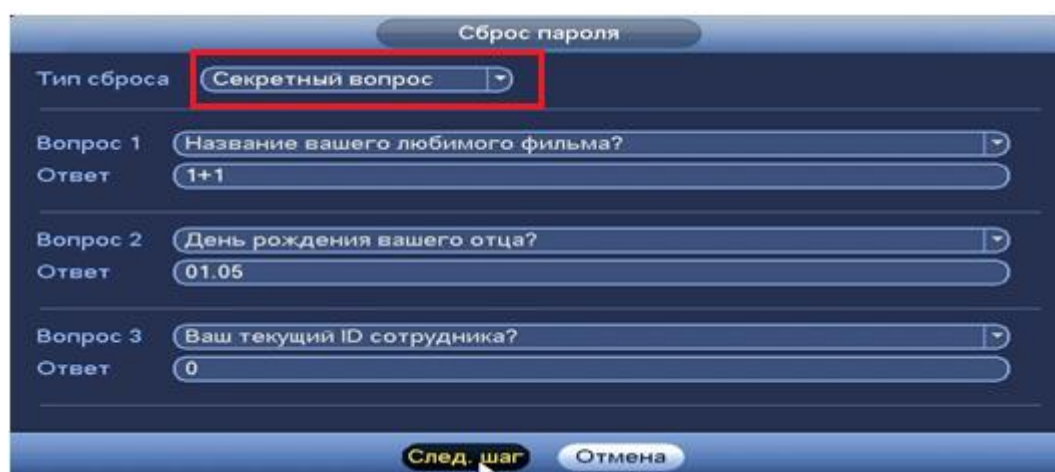 Сброс пароля
Тип сброса Секретный вопрос
Вопрос 1 Название вашего любимого фильма?
Ответ 1+1
Вопрос 2 День рождения вашего отца?
Ответ 01.05
Вопрос 3 Ваш текущий ID сотрудника?
Ответ 0
След. шаг Отмена